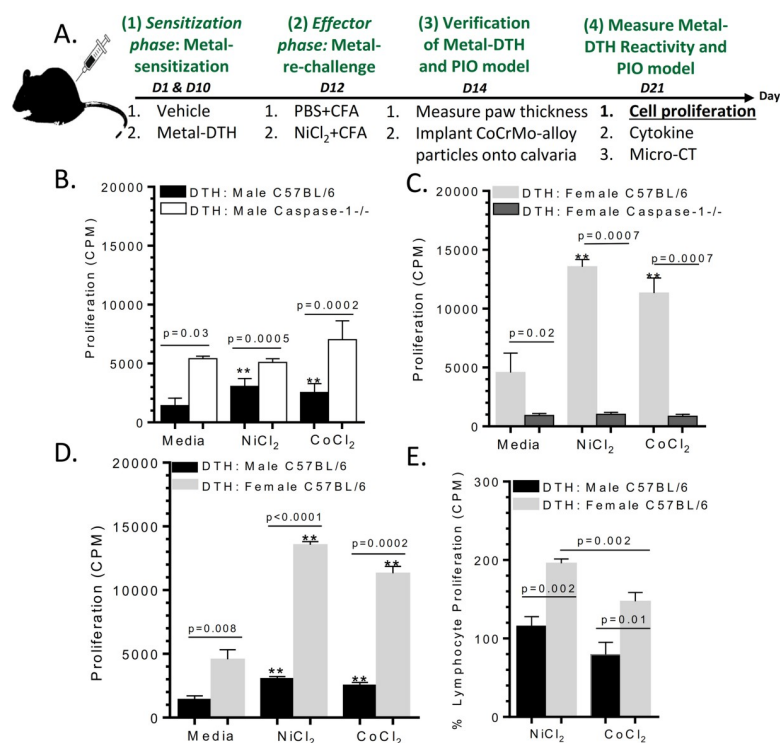 A.
(1) Sensitization phase: Metal-sensitization
(2) Effector phase: Metal-re-challenge
(3) Verification of Metal-DTH and PIO model
(4) Measure Metal-DTH Reactivity and PIO model
D1 & D10
D12
D14
D21
Day
1. Vehicle
2. Metal-DTH
1. PBS+CFA
2. NiCl2+CFA
1. Measure paw thickness
2. Implant CoCrMo-alloy particles onto calvaria
1. Cell proliferation
2. Cytokine
3. Micro-CT
B.
DTH: Male C57BL/6
DTH: Male Caspase-1-/-
Proliferation (CPM)
20000
15000
10000
5000
0
p=0.03
p=0.0005
p=0.0002
**
**
Media
NiCl2
CoCl2
C.
DTH: Female C57BL/6
DTH: Female Caspase-1-/-
Proliferation (CPM)
20000
15000
10000
5000
0
p=0.02
p=0.0007
p=0.0007
**
**
Media
NiCl2
CoCl2
D.
DTH: Male C57BL/6
DTH: Female C57BL/6
Proliferation (CPM)
20000
15000
10000
5000
0
p=0.008
p<0.0001
p=0.0002
**
**
**
**
Media
NiCl2
CoCl2
E.
DTH: Male C57BL/6
DTH: Female C57BL/6
% Lymphocyte Proliferation (CPM)
300
200
100
0
p=0.002
p=0.002
p=0.01
NiCl2
CoCl2